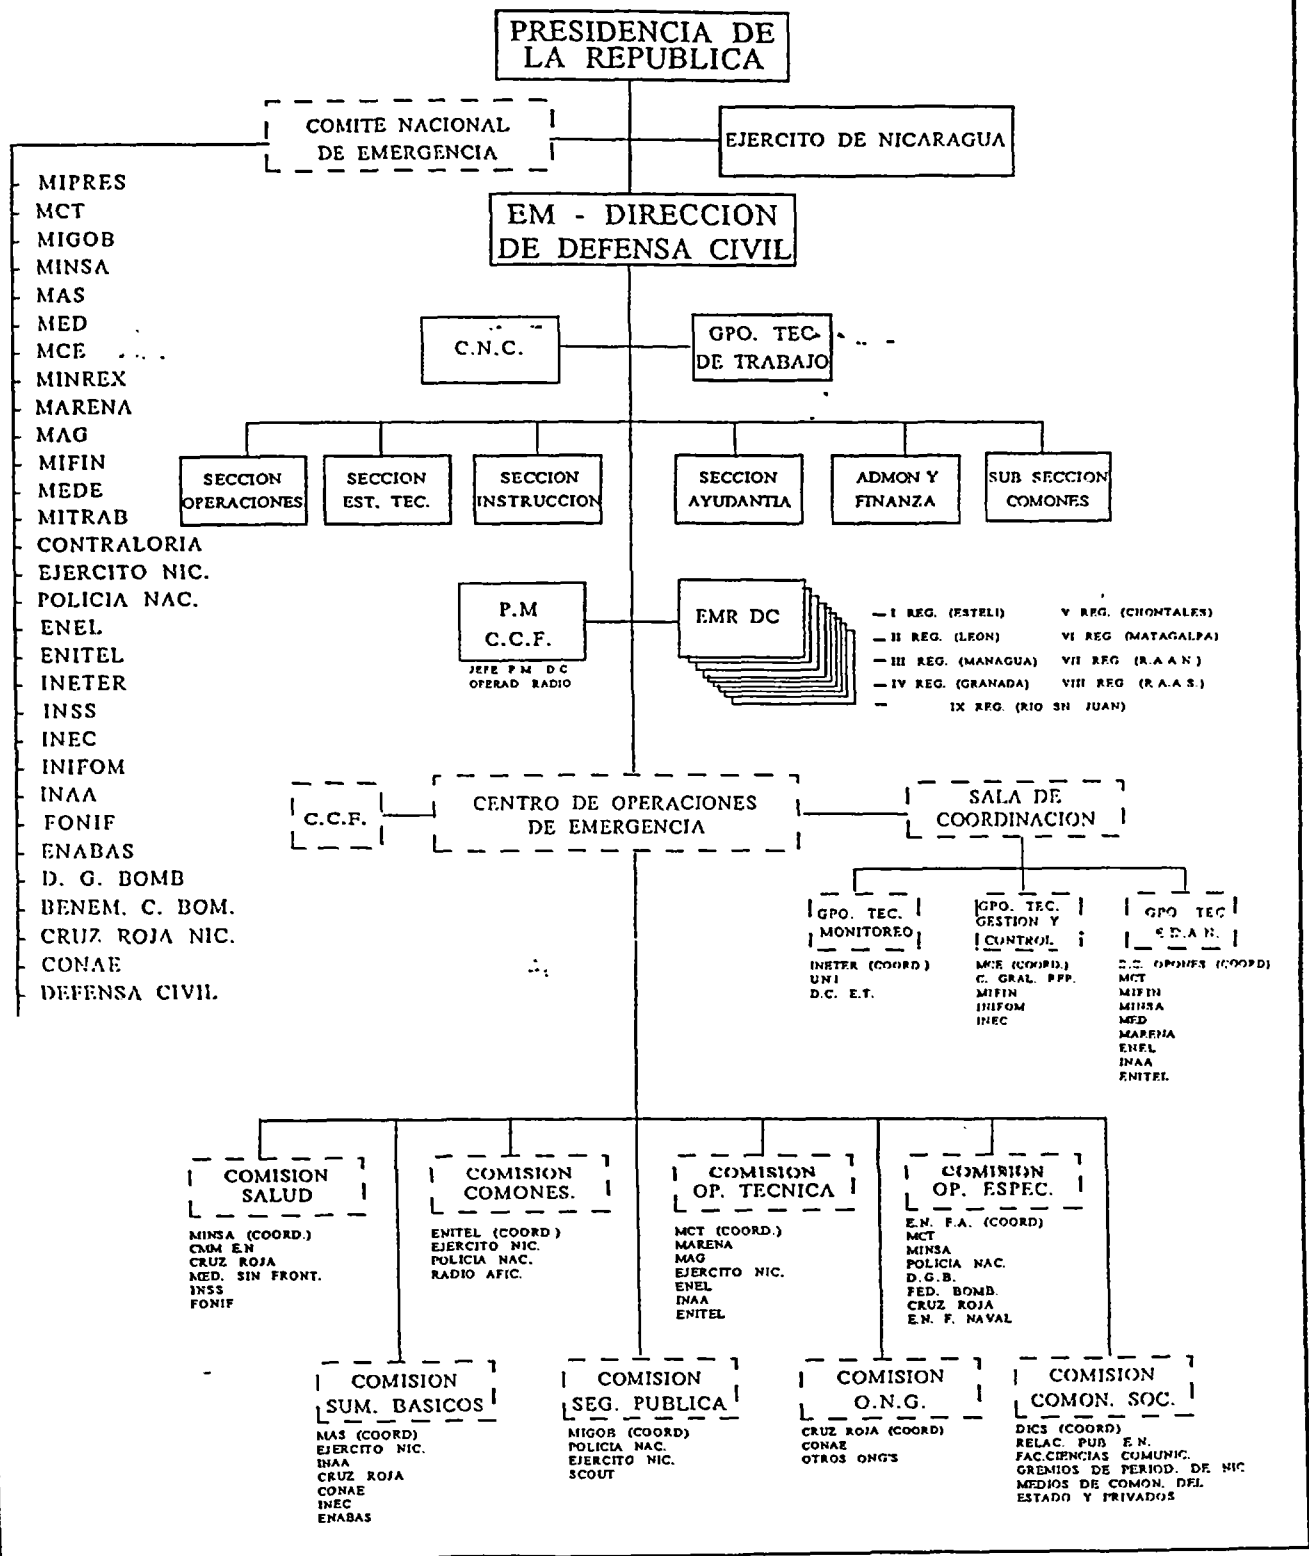 PRESIDENCIA DE
LA REPUBLICA
COMITE NACIONAL
DE EMERGENCIA
EJERCITO DE NICARAGUA
MIPRES
MCT
MIGOB
MINSA
MAS
MED
MCE
MINREX
MARENA
MAG
MIFIN
MEDE
MITRAB
CONTRALORIA
EJERCITO NIC.
POLICIA NAC.
ENEL
ENITEL
INETER
INSS
INEC
INIFOM
INAA
FONIF
ENABAS
D. G. BOMB
BENEM. C. BOM.
CRUZ ROJA NIC.
CONAE
DEFENSA CIVIL
EM - DIRECCION
DE DEFENSA CIVIL
C.N.C.
GPO. TEC.
DE TRABAJO
SECCION
OPERACIONES
SECCION
EST. TEC.
SECCION
INSTRUCCION
SECCION
AYUDANTIA
ADMON Y
FINANZA
SUB SECCION
COMONES
P.M
C.C.F.
JEFE P M D C
OPERAD RADIO
EMR DC
I REG. (ESTELI)
II REG. (LEON)
III REG. (MANAGUA)
IV REG. (GRANADA)
V REG. (CHONTALES)
VI REG (MATAGALPA)
VII REG (R.A.A N)
VIII REG (R.A.A S.)
IX REG. (RIO SN JUAN)
C.C.F.
CENTRO DE OPERACIONES
DE EMERGENCIA
SALA DE
COORDINACION
GPO. TEC.
MONITOREO
INETER (COORD)
UNI
D.C. E.T.
GPO. TEC.
GESTION Y
CONTROL
MCE (COORD.)
C. GRAL. REP.
MIFIN
INIFOM
INEC
GPO TEC
E.D.A.N.
D.C. OPONES (COORD)
MCT
MIFIN
MINSA
MED
MARENA
ENEL
INAA
ENITEL
COMISION
SALUD
MINSA (COORD.)
CMM E.N
CRUZ ROJA
MED. SIN FRONT.
INSS
FONIF
COMISION
COMONES.
ENITEL (COORD)
EJERCITO NIC.
POLICIA NAC.
RADIO AFIC.
COMISION
OP. TECNICA
MCT (COORD.)
MARENA
MAG
EJERCITO NIC.
ENEL
INAA
ENITEL
COMISION
OP. ESPEC.
E.N. F.A. (COORD)
MCT
MINSA
POLICIA NAC.
D.G.B.
FED. BOMB.
CRUZ ROJA
E.N. F. NAVAL
COMISION
SUM. BASICOS
MAS (COORD)
EJERCITO NIC.
INAA
CRUZ ROJA
CONAE
INEC
ENABAS
COMISION
SEG. PUBLICA
MIGOB (COORD)
POLICIA NAC.
EJERCITO NIC.
SCOUT
COMISION
O.N.G.
CRUZ ROJA (COORD)
CONAE
OTROS ONG'S
COMISION
COMON. SOC.
DICS (COORD)
RELAC. PUB E N.
FAC.CIENCIAS COMUNIC.
GREMIOS DE PERIOD. DE NIC
MEDIOS DE COMON. DEL
ESTADO Y PRIVADOS